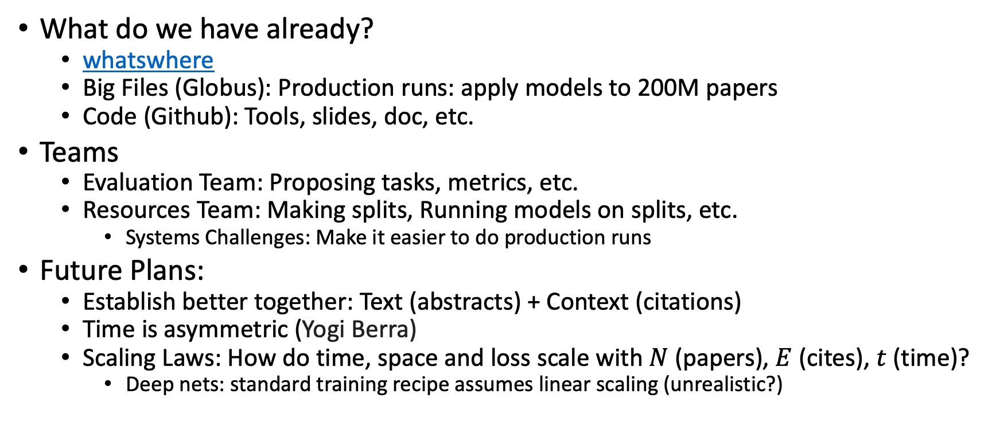 • What do we have already?
• whatswhere
• Big Files (Globus): Production runs: apply models to 200M papers
• Code (Github): Tools, slides, doc, etc.
• Teams
• Evaluation Team: Proposing tasks, metrics, etc.
• Resources Team: Making splits, Running models on splits, etc.
• Systems Challenges: Make it easier to do production runs
• Future Plans:
• Establish better together: Text (abstracts) + Context (citations)
• Time is asymmetric (Yogi Berra)
• Scaling Laws: How do time, space and loss scale with N (papers), E (cites), t (time)?
• Deep nets: standard training recipe assumes linear scaling (unrealistic?)